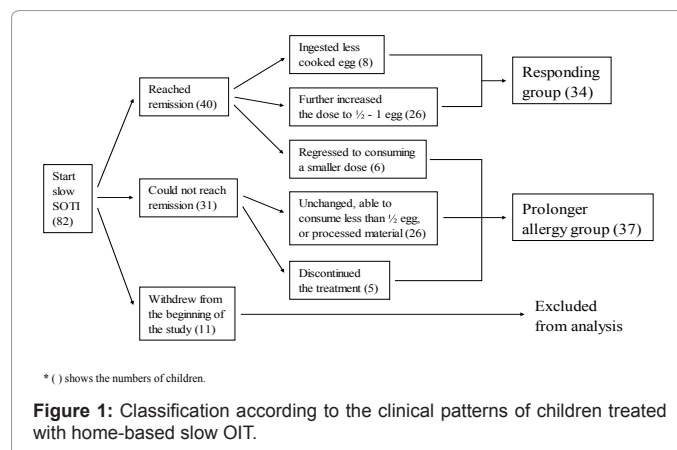 Start
slow
SOTI
(82)
Reached
remission (40)
Could not reach
remission (31)
Withdrew from
the beginning of
the study (11)
Ingested less
cooked egg (8)
Further increased
the dose to ½ - 1 egg (26)
Regressed to consuming
a smaller dose (6)
Unchanged, able to
consume less than ½ egg,
or processed material (26)
Discontinued
the treatment (5)
Responding
group (34)
Prolonger
allergy group (37)
Excluded
from analysis
* ( ) shows the numbers of children.
Figure 1: Classification according to the clinical patterns of children treated
with home-based slow OIT.